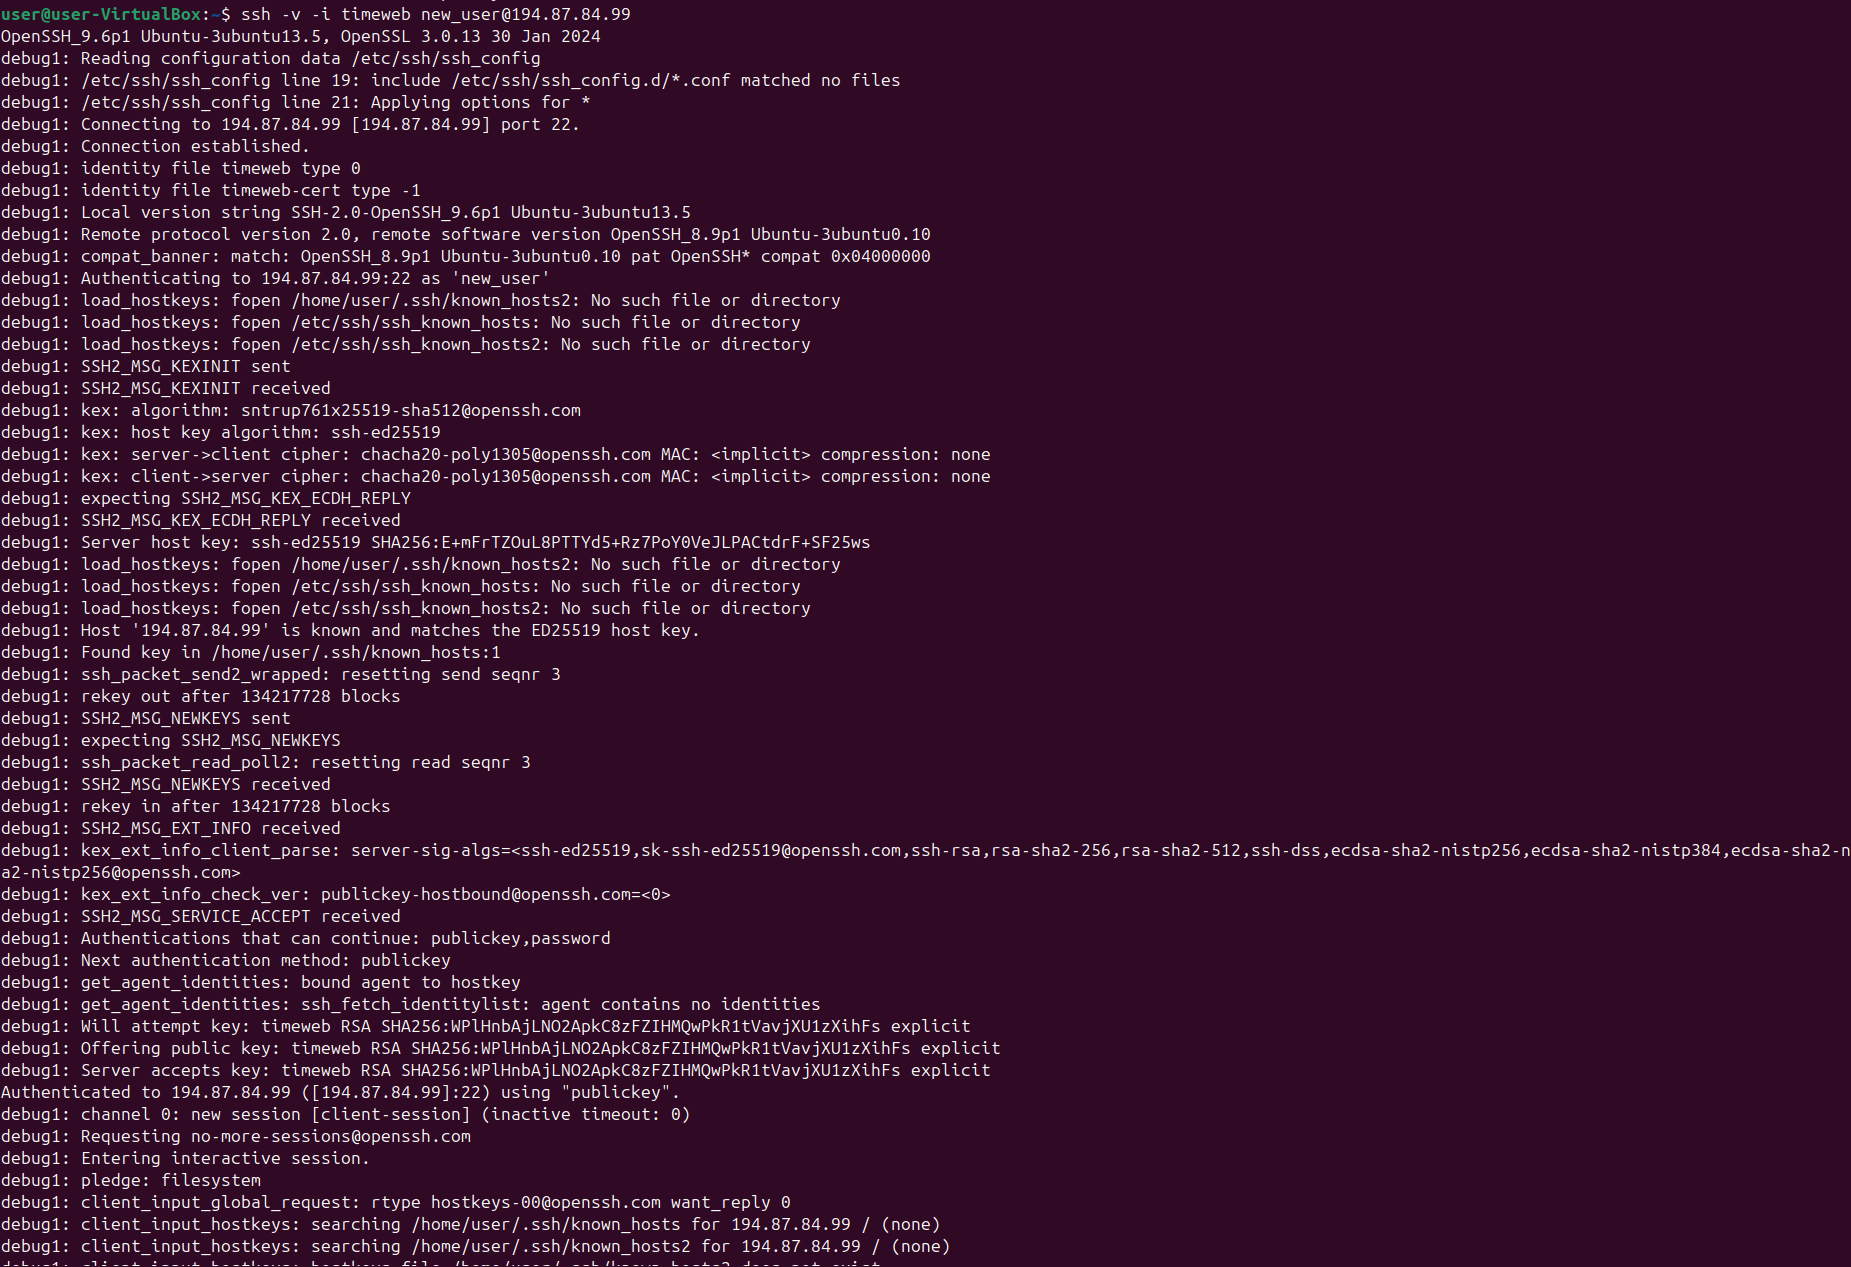 user@user-VirtualBox:~$ ssh -v -i timeweb new_user@194.87.84.99
OpenSSH_9.6p1 Ubuntu-3ubuntu13.5, OpenSSL 3.0.13 30 Jan 2024
debug1: Reading configuration data /etc/ssh/ssh_config
debug1: /etc/ssh/ssh_config line 19: include /etc/ssh/ssh_config.d/*.conf matched no files
debug1: /etc/ssh/ssh_config line 21: Applying options for *
debug1: Connecting to 194.87.84.99 [194.87.84.99] port 22.
debug1: Connection established.
debug1: identity file timeweb type 0
debug1: identity file timeweb-cert type -1
debug1: Local version string SSH-2.0-OpenSSH_9.6p1 Ubuntu-3ubuntu13.5
debug1: Remote protocol version 2.0, remote software version OpenSSH_8.9p1 Ubuntu-3ubuntu0.10
debug1: compat_banner: match: OpenSSH_8.9p1 Ubuntu-3ubuntu0.10 pat OpenSSH* compat 0x04000000
debug1: Authenticating to 194.87.84.99:22 as 'new_user'
debug1: load_hostkeys: fopen /home/user/.ssh/known_hosts2: No such file or directory
debug1: load_hostkeys: fopen /etc/ssh/ssh_known_hosts: No such file or directory
debug1: load_hostkeys: fopen /etc/ssh/ssh_known_hosts2: No such file or directory
debug1: SSH2_MSG_KEXINIT sent
debug1: SSH2_MSG_KEXINIT received
debug1: kex: algorithm: sntrup761x25519-sha512@openssh.com
debug1: kex: host key algorithm: ssh-ed25519
debug1: kex: server->client cipher: chacha20-poly1305@openssh.com MAC: <implicit> compression: none
debug1: kex: client->server cipher: chacha20-poly1305@openssh.com MAC: <implicit> compression: none
debug1: expecting SSH2_MSG_KEX_ECDH_REPLY
debug1: SSH2_MSG_KEX_ECDH_REPLY received
debug1: Server host key: ssh-ed25519 SHA256:E+mFrTZOuL8PTTYd5+Rz7PoY0VeJLPACtdrF+SF25ws
debug1: load_hostkeys: fopen /home/user/.ssh/known_hosts2: No such file or directory
debug1: load_hostkeys: fopen /etc/ssh/ssh_known_hosts: No such file or directory
debug1: load_hostkeys: fopen /etc/ssh/ssh_known_hosts2: No such file or directory
debug1: Host '194.87.84.99' is known and matches the ED25519 host key.
debug1: Found key in /home/user/.ssh/known_hosts:1
debug1: ssh_packet_send2_wrapped: resetting send seqnr 3
debug1: rekey out after 134217728 blocks
debug1: SSH2_MSG_NEWKEYS sent
debug1: expecting SSH2_MSG_NEWKEYS
debug1: ssh_packet_read_poll2: resetting read seqnr 3
debug1: SSH2_MSG_NEWKEYS received
debug1: rekey in after 134217728 blocks
debug1: SSH2_MSG_EXT_INFO received
debug1: kex_ext_info_client_parse: server-sig-algs=<ssh-ed25519,sk-ssh-ed25519@openssh.com,ssh-rsa,rsa-sha2-256,rsa-sha2-512,ssh-dss,ecdsa-sha2-nistp256,ecdsa-sha2-nistp384,ecdsa-sha2-n
a2-nistp256@openssh.com>
debug1: kex_ext_info_check_ver: publickey-hostbound@openssh.com=<0>
debug1: SSH2_MSG_SERVICE_ACCEPT received
debug1: Authentications that can continue: publickey,password
debug1: Next authentication method: publickey
debug1: get_agent_identities: bound agent to hostkey
debug1: get_agent_identities: ssh_fetch_identitylist: agent contains no identities
debug1: Will attempt key: timeweb RSA SHA256:WPlHnbAjLNO2ApkC8zFZIHMQwPkR1tVavjXU1zXihFs explicit
debug1: Offering public key: timeweb RSA SHA256:WPlHnbAjLNO2ApkC8zFZIHMQwPkR1tVavjXU1zXihFs explicit
debug1: Server accepts key: timeweb RSA SHA256:WPlHnbAjLNO2ApkC8zFZIHMQwPkR1tVavjXU1zXihFs explicit
Authenticated to 194.87.84.99 ([194.87.84.99]:22) using "publickey".
debug1: channel 0: new session [client-session] (inactive timeout: 0)
debug1: Requesting no-more-sessions@openssh.com
debug1: Entering interactive session.
debug1: pledge: filesystem
debug1: client_input_global_request: rtype hostkeys-00@openssh.com want_reply 0
debug1: client_input_hostkeys: searching /home/user/.ssh/known_hosts for 194.87.84.99 / (none)
debug1: client_input_hostkeys: searching /home/user/.ssh/known_hosts2 for 194.87.84.99 / (none)